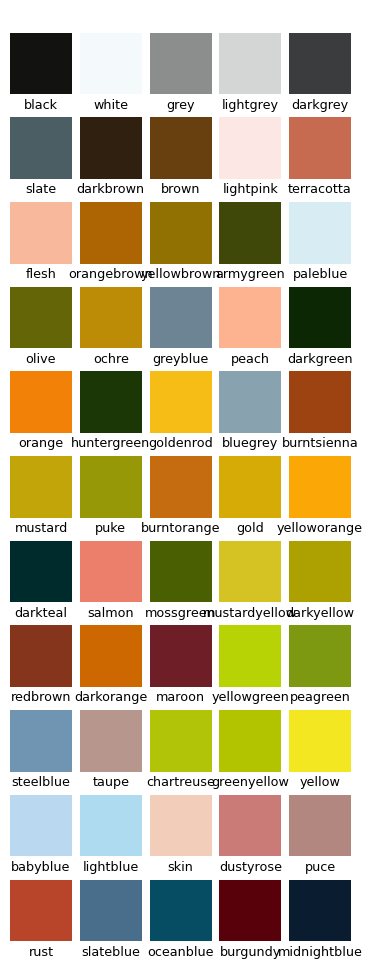 black white grey lightgrey darkgrey
slate darkbrown brown lightpink terracotta
flesh orangebrown yellowbrown armygreen paleblue
olive ochre greyblue peach darkgreen
orange huntergreen goldenrod bluegrey burntsienna
mustard puke burntorange gold yelloworange
darkteal salmon mossgreen mustardyellow darkyellow
redbrown darkorange maroon yellowgreen peagreen
steelblue taupe chartreuse greenyellow yellow
babyblue lightblue skin dustyrose puce
rust slateblue oceanblue burgundy midnightblue